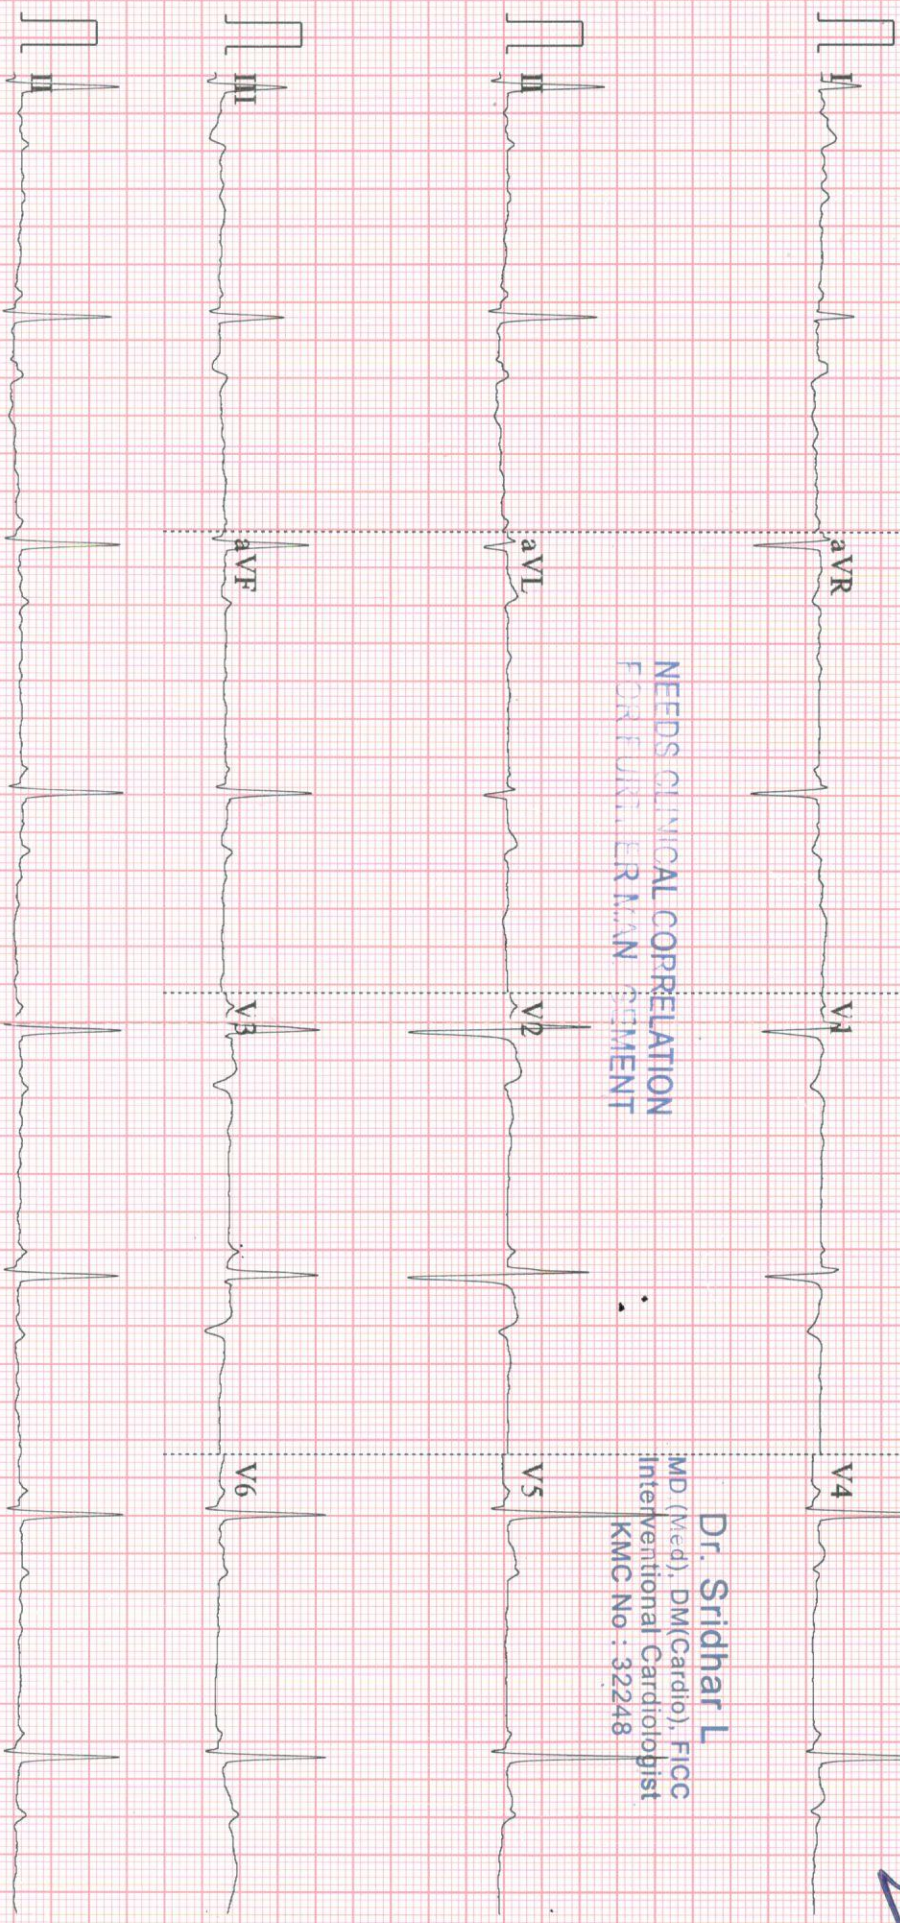 I
aVR
V1
V4
II
aVL
V2
V5
III
aVF
V3
V6
II
NEEDS CLINICAL CORRELATION
FOR FURTHER MANAGEMENT
Dr. Sridhar L
MD (Med), DM(Cardio), FICC
Interventional Cardiologist
KMC No : 32248